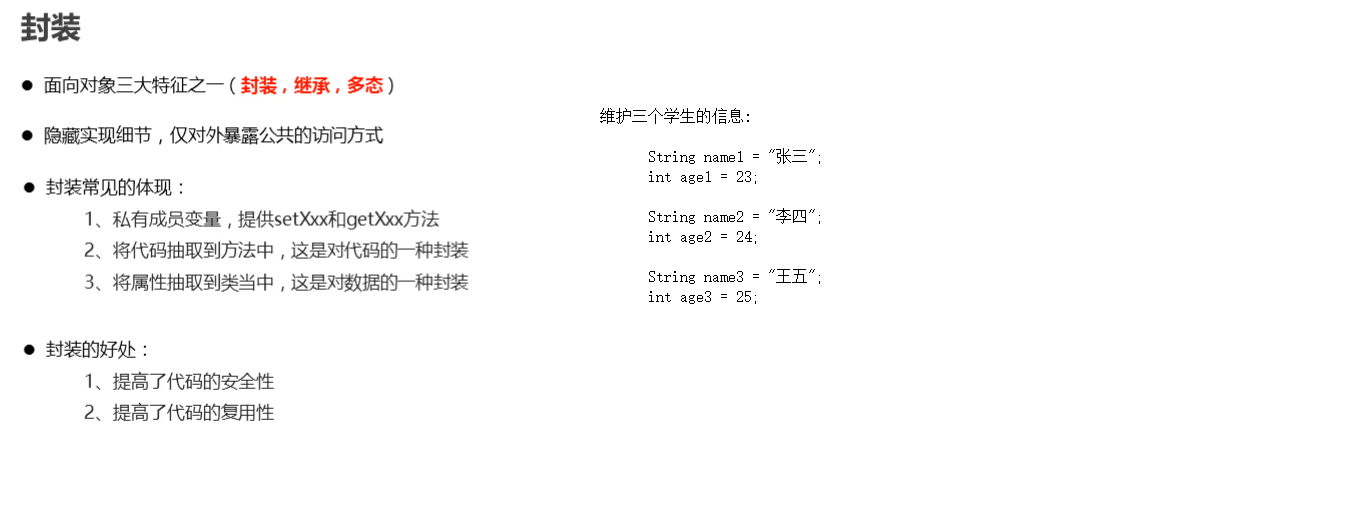 封装
● 面向对象三大特征之一 ( 封装，继承，多态 )
● 隐藏实现细节，仅对外暴露公共的访问方式
● 封装常见的体现：
1、私有成员变量，提供setXxx和getXxx方法
2、将代码抽取到方法中，这是对代码的一种封装
3、将属性抽取到类当中，这是对数据的一种封装
● 封装的好处：
1、提高了代码的安全性
2、提高了代码的复用性
维护三个学生的信息:
String name1 = "张三";
int age1 = 23;
String name2 = "李四";
int age2 = 24;
String name3 = "王五";
int age3 = 25;